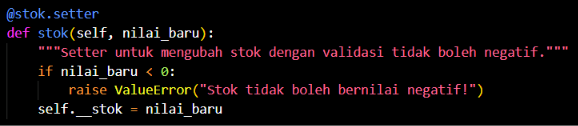 @stok.setter
def stok(self, nilai_baru):
    """Setter untuk mengubah stok dengan validasi tidak boleh negatif."""
    if nilai_baru < 0:
        raise ValueError("Stok tidak boleh bernilai negatif!")
    self.__stok = nilai_baru